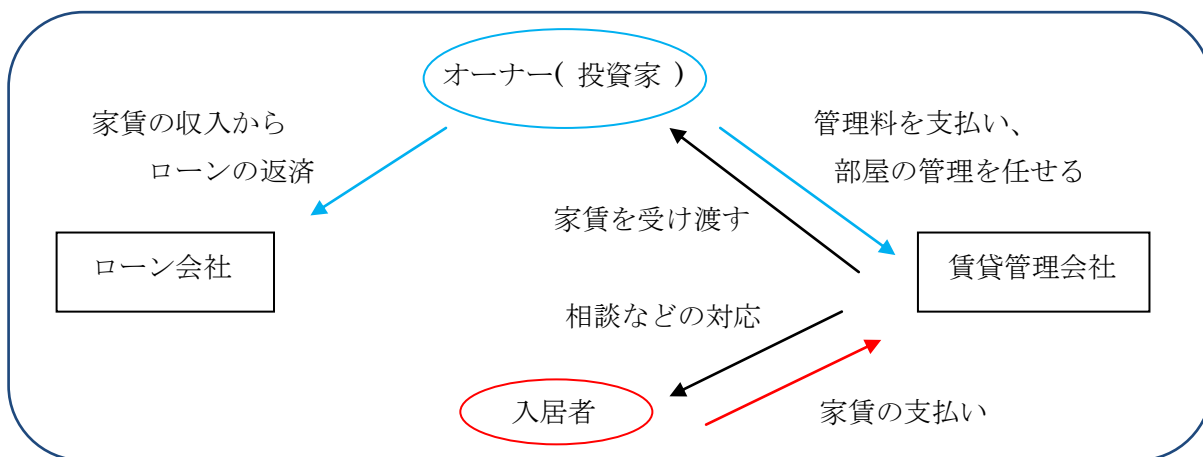 オーナー( 投資家 )
家賃の収入から
ローンの返済
管理料を支払い、
部屋の管理を任せる
家賃を受け渡す
ローン会社
賃貸管理会社
相談などの対応
入居者
家賃の支払い